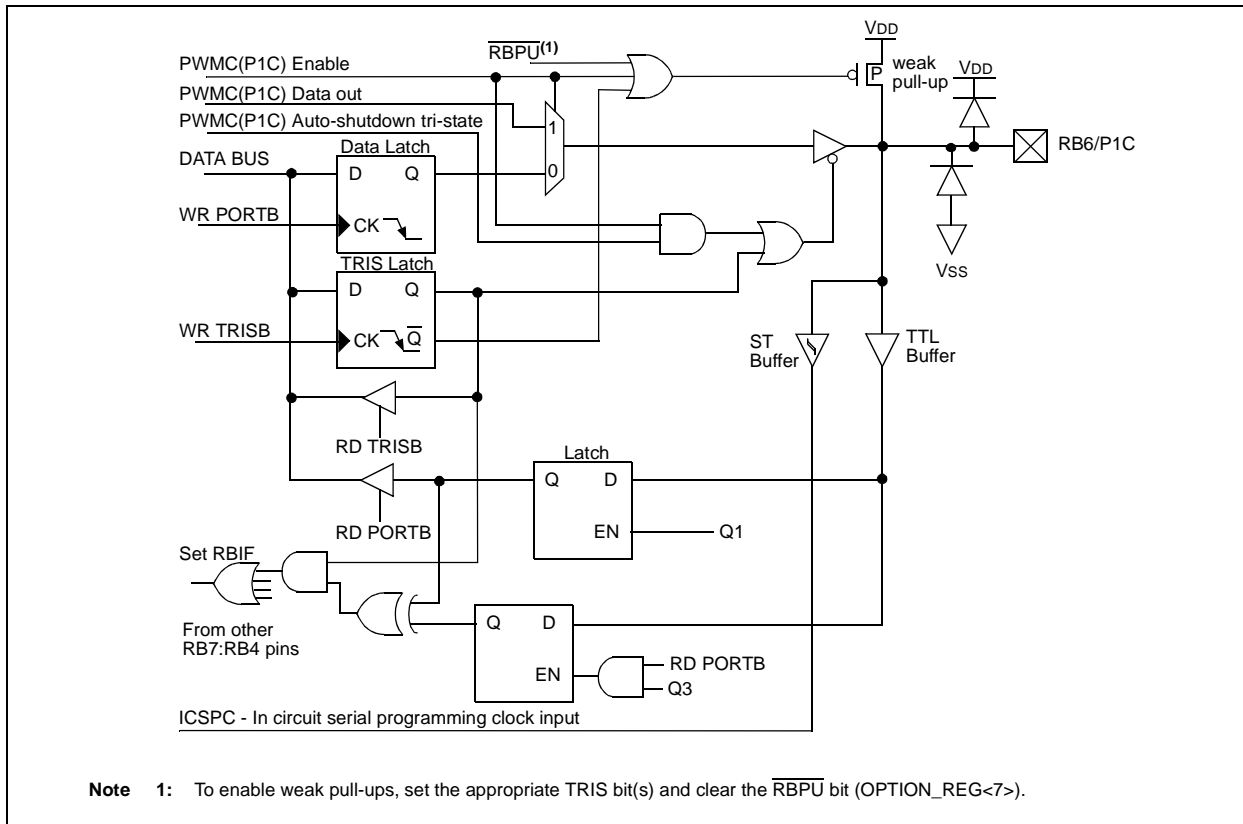 VDD
RBPU(1)
PWMC(P1C) Enable
P
weak
pull-up
VDD
PWMC(P1C) Data out
1
PWMC(P1C) Auto-shutdown tri-state
Data Latch
RB6/P1C
DATA BUS
D Q
0
WR PORTB
CK
TRIS Latch
VSS
D Q
WR TRISB
CK Q
ST
Buffer
TTL
Buffer
RD TRISB
Latch
Q D
RD PORTB
EN
Q1
Set RBIF
Q D
From other
RB7:RB4 pins
RD PORTB
EN
Q3
ICSPC - In circuit serial programming clock input
Note 1: To enable weak pull-ups, set the appropriate TRIS bit(s) and clear the RBPU bit (OPTION_REG<7>).